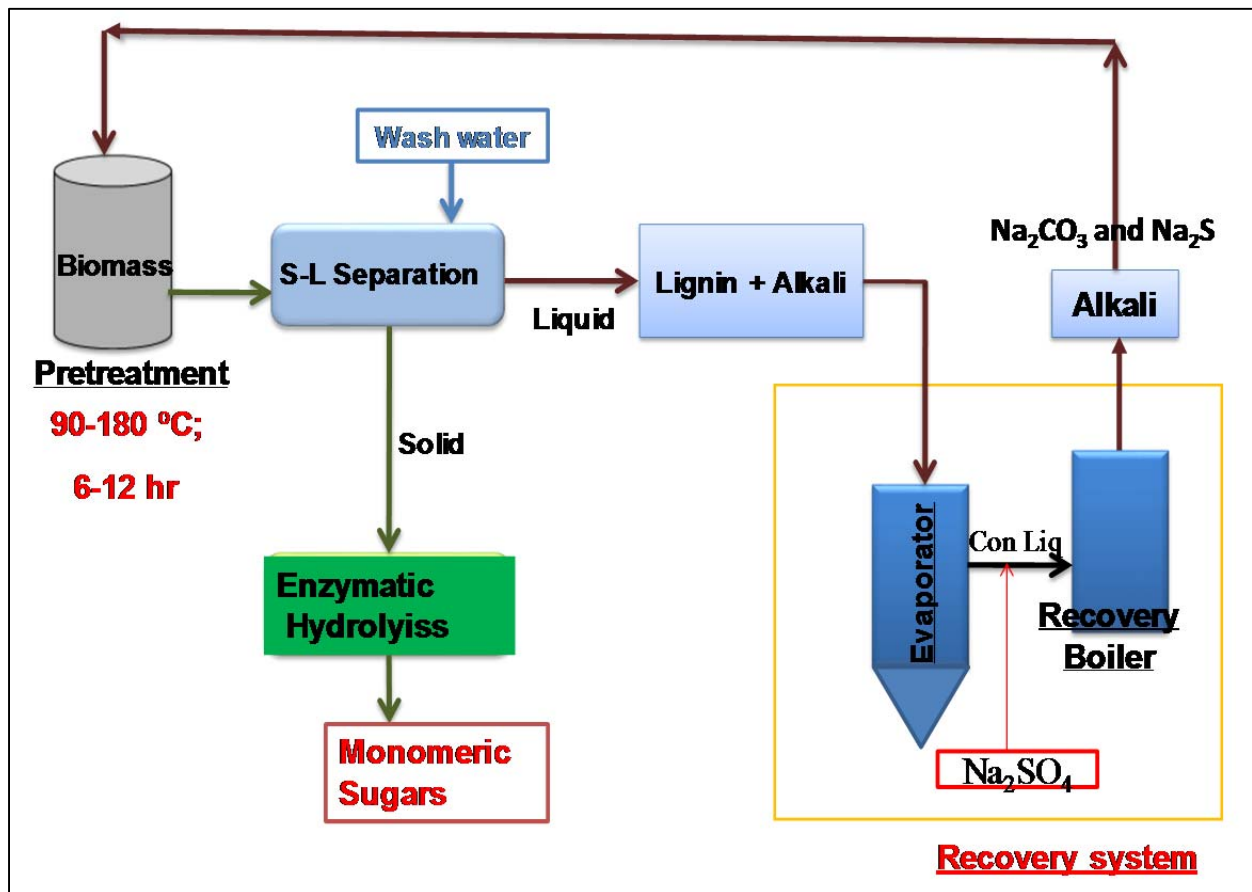 Wash water
Biomass
S-L Separation
Liquid
Lignin + Alkali
Na₂CO₃ and Na₂S
Alkali
Pretreatment
90-180 ºC;
6-12 hr
Solid
Enzymatic
Hydrolyiss
Monomeric
Sugars
Evaporator
Con Liq
Recovery
Boiler
Na₂SO₄
Recovery system